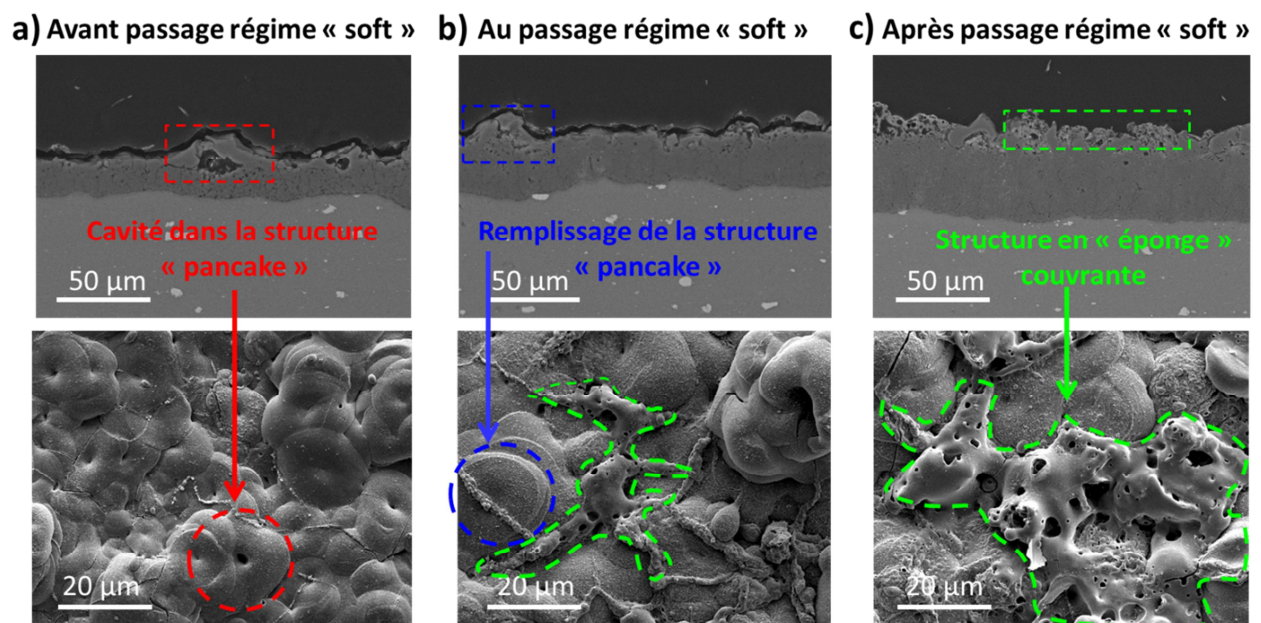 a) Avant passage régime « soft »
b) Au passage régime « soft »
c) Après passage régime « soft »
Cavité dans la structure
« pancake »
50 µm
Remplissage de la structure
« pancake »
50 µm
Structure en « éponge »
couvrante
50 µm
20 µm
20 µm
20 µm